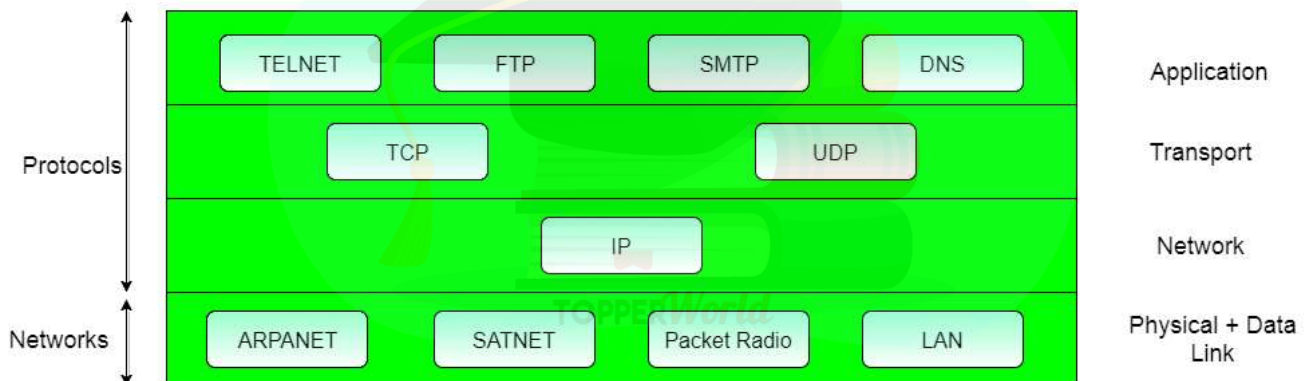 TELNET FTP SMTP DNS Application
TCP UDP Transport
Protocols
IP Network
TOPPERWorld
Networks ARPANET SATNET Packet Radio LAN Physical + Data
Link